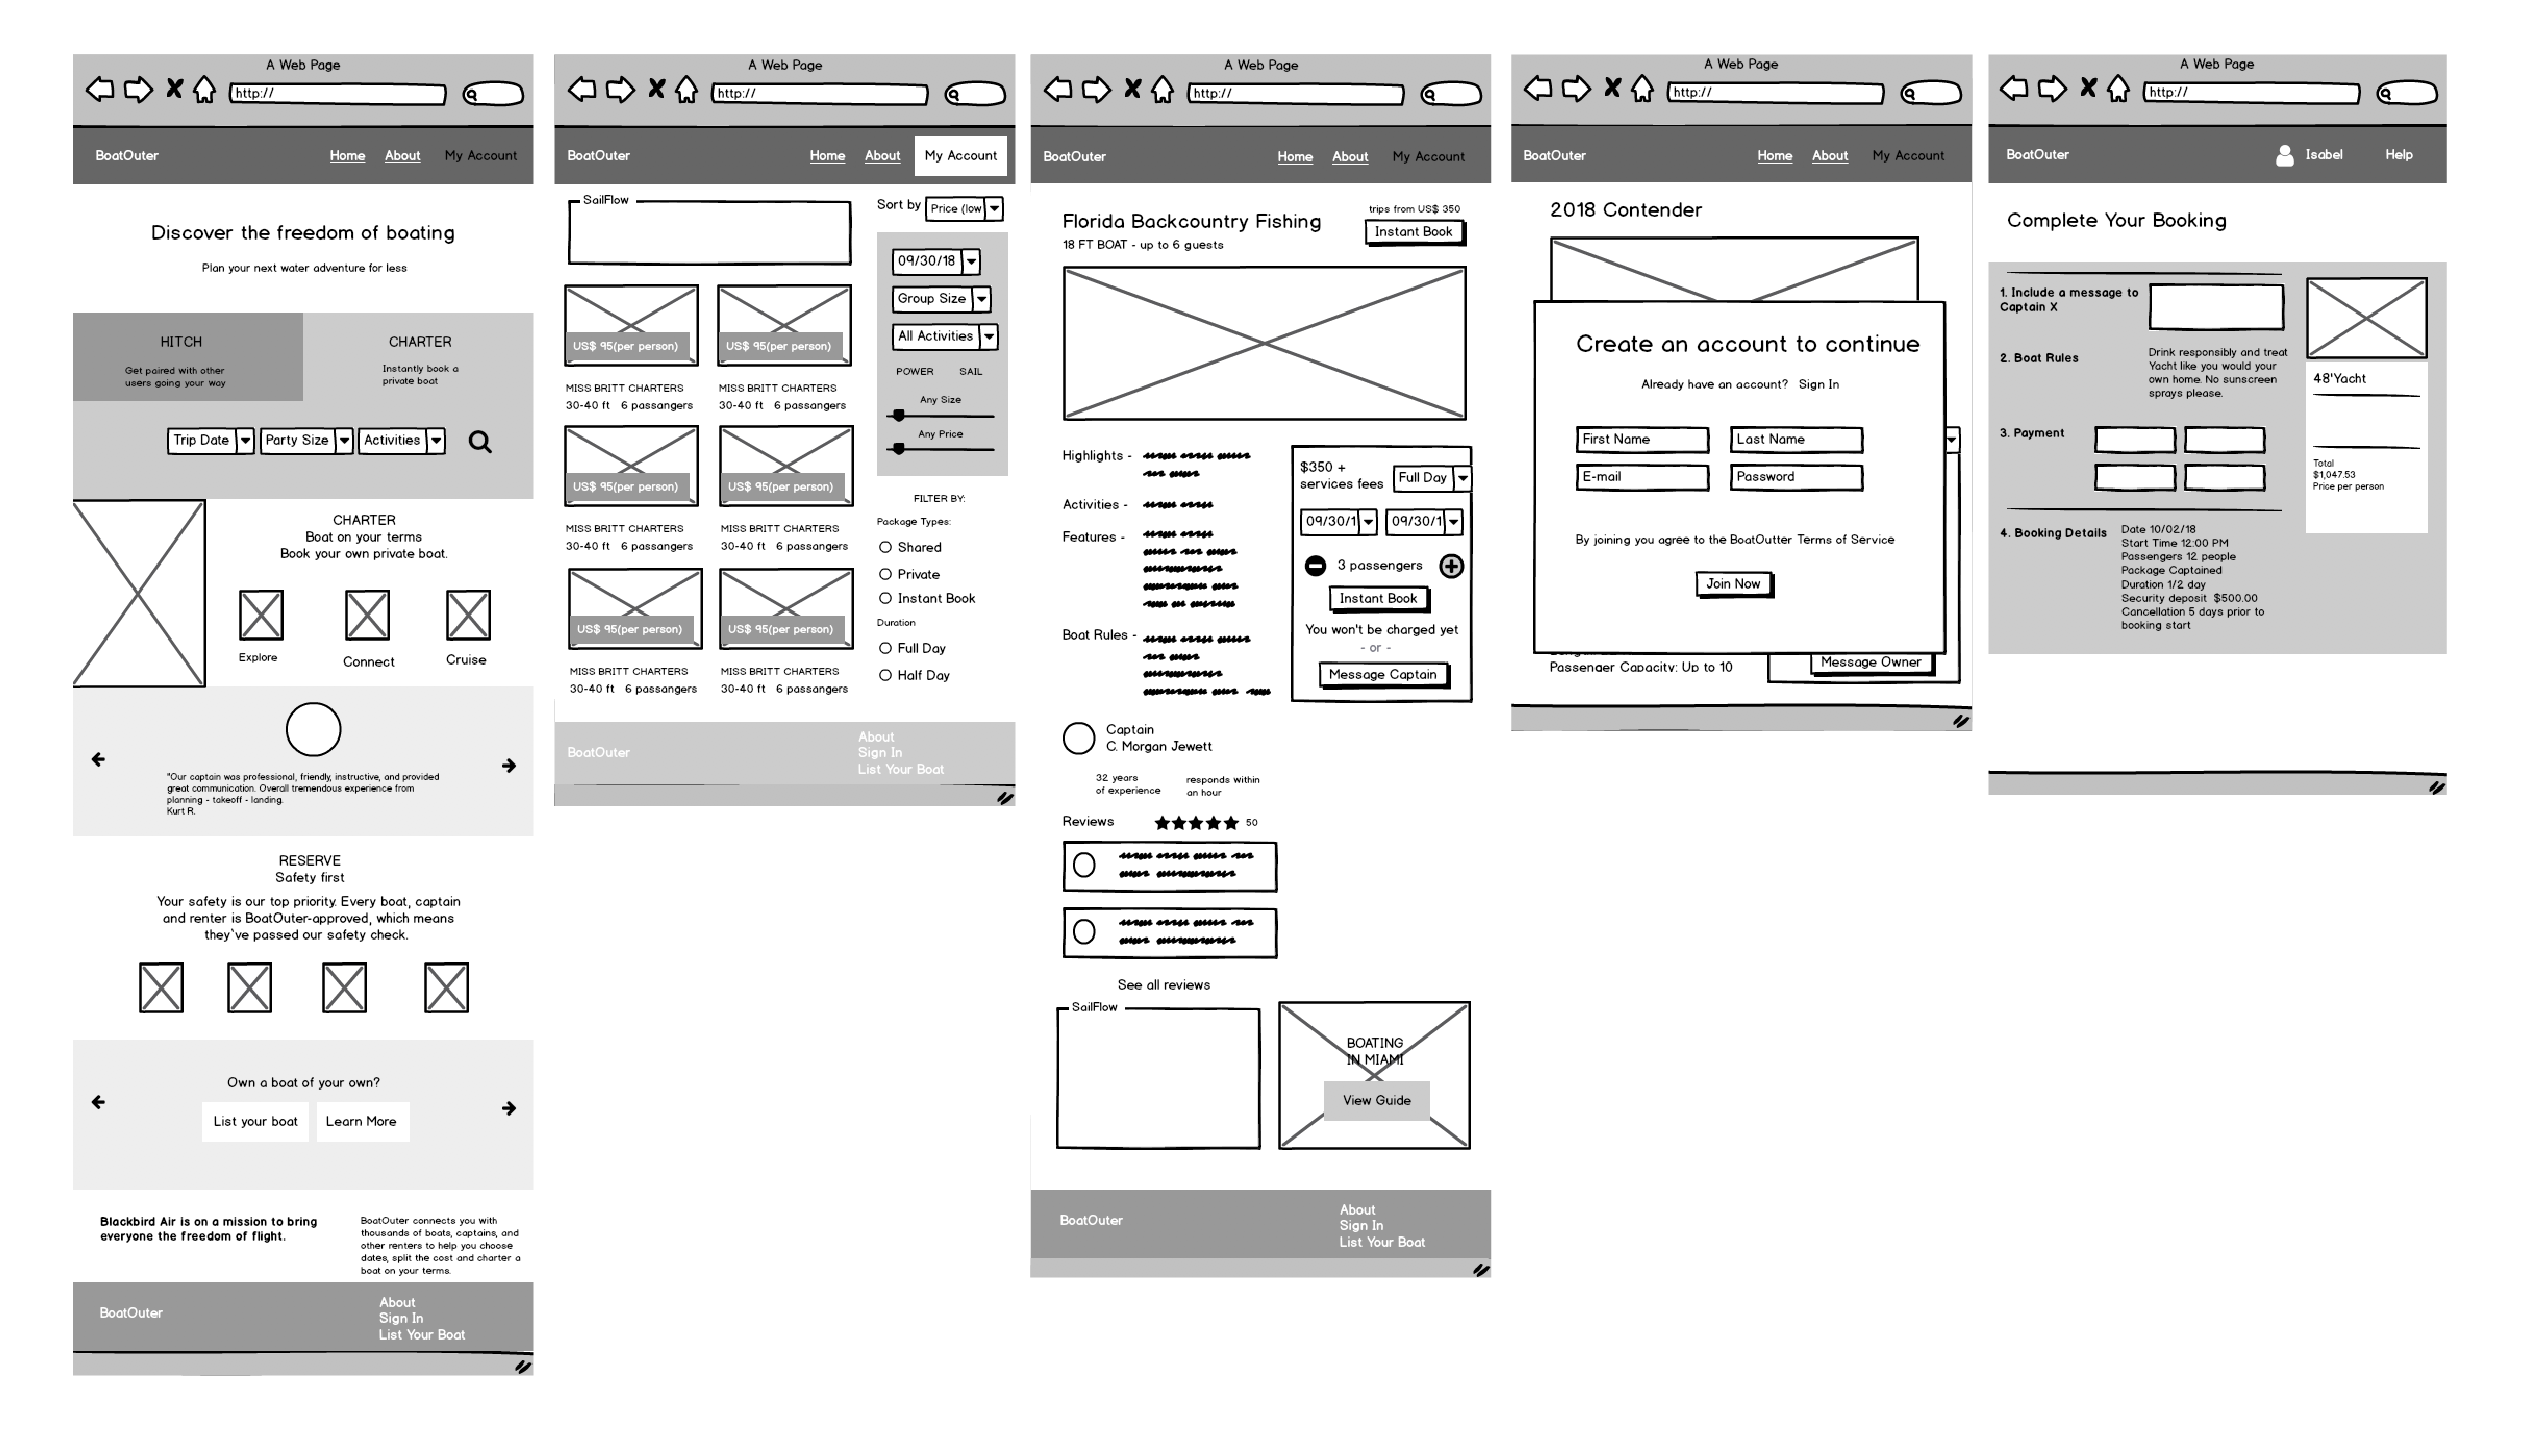 A Web Page
http://
BoatOuter
Home
About
My Account
Discover the freedom of boating
Plan your next water adventure for less
HITCH
Get paired with other
users going your way
CHARTER
Instantly book a
private boat
Trip Date
Party Size
Activities
CHARTER
Boat on your terms
Book your own private boat.
Explore
Connect
Cruise
"Our captain was professional, friendly, instructive, and provided
great communication. Overall tremendous experience from
planning - takeoff - landing.
Kurt R.
RESERVE
Safety first
Your safety is our top priority. Every boat, captain
and renter is BoatOuter-approved, which means
they`ve passed our safety check.
Own a boat of your own?
List your boat
Learn More
Blackbird Air is on a mission to bring
everyone the freedom of flight.
BoatOuter connects you with
thousands of boats, captains, and
other renters to help you choose
dates, split the cost and charter a
boat on your terms.
BoatOuter
About
Sign In
List Your Boat
A Web Page
http://
BoatOuter
Home
About
My Account
SailFlow
Sort by
Price (low
09/30/18
Group Size
All Activities
POWER SAIL
Any Size
Any Price
US$ 95(per person)
US$ 95(per person)
MISS BRITT CHARTERS
30-40 ft 6 passangers
MISS BRITT CHARTERS
30-40 ft 6 passangers
US$ 95(per person)
US$ 95(per person)
MISS BRITT CHARTERS
30-40 ft 6 passangers
MISS BRITT CHARTERS
30-40 ft 6 passangers
US$ 95(per person)
US$ 95(per person)
MISS BRITT CHARTERS
30-40 ft 6 passangers
MISS BRITT CHARTERS
30-40 ft 6 passangers
FILTER BY:
Package Types:
Shared
Private
Instant Book
Duration
Full Day
Half Day
BoatOuter
About
Sign In
List Your Boat
A Web Page
http://
BoatOuter
Home
About
My Account
Florida Backcountry Fishing
18 FT BOAT - up to 6 guests
trips from US$ 350
Instant Book
Highlights -
Activities -
Features -
Boat Rules -
$350 +
services fees
Full Day
09/30/1
09/30/1
3 passengers
Instant Book
You won't be charged yet
- or -
Message Captain
Captain
C. Morgan Jewett
32 years
of experience
responds within
an hour
Reviews
50
See all reviews
SailFlow
BOATING
IN MIAMI
View Guide
BoatOuter
About
Sign In
List Your Boat
A Web Page
http://
BoatOuter
Home
About
My Account
2018 Contender
Create an account to continue
Already have an account? Sign In
First Name
Last Name
E-mail
Password
By joining you agree to the BoatOutter Terms of Service
Join Now
Passenger Capacity: Up to 10
Message Owner
A Web Page
http://
BoatOuter
Isabel
Help
Complete Your Booking
1. Include a message to
Captain X
2. Boat Rules
Drink responsibly and treat
Yacht like you would your
own home. No sunscreen
sprays please.
3. Payment
48'Yacht
Total
$1,047.53
Price per person
4. Booking Details
Date 10/02/18
Start Time 12:00 PM
Passengers 12 people
Package Captained
Duration 1/2 day
Security deposit $500.00
Cancellation 5 days prior to
booking start